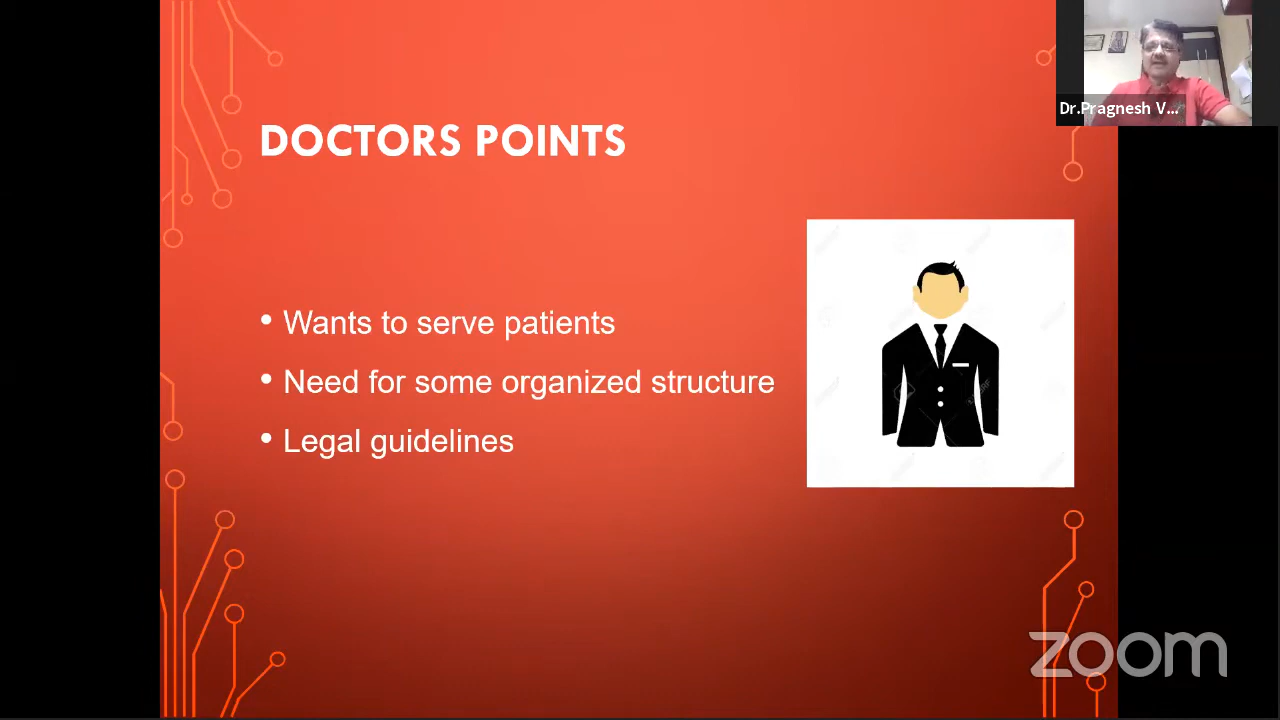 DOCTORS POINTS
• Wants to serve patients
• Need for some organized structure
• Legal guidelines
Dr.Pragnesh V...
zoom